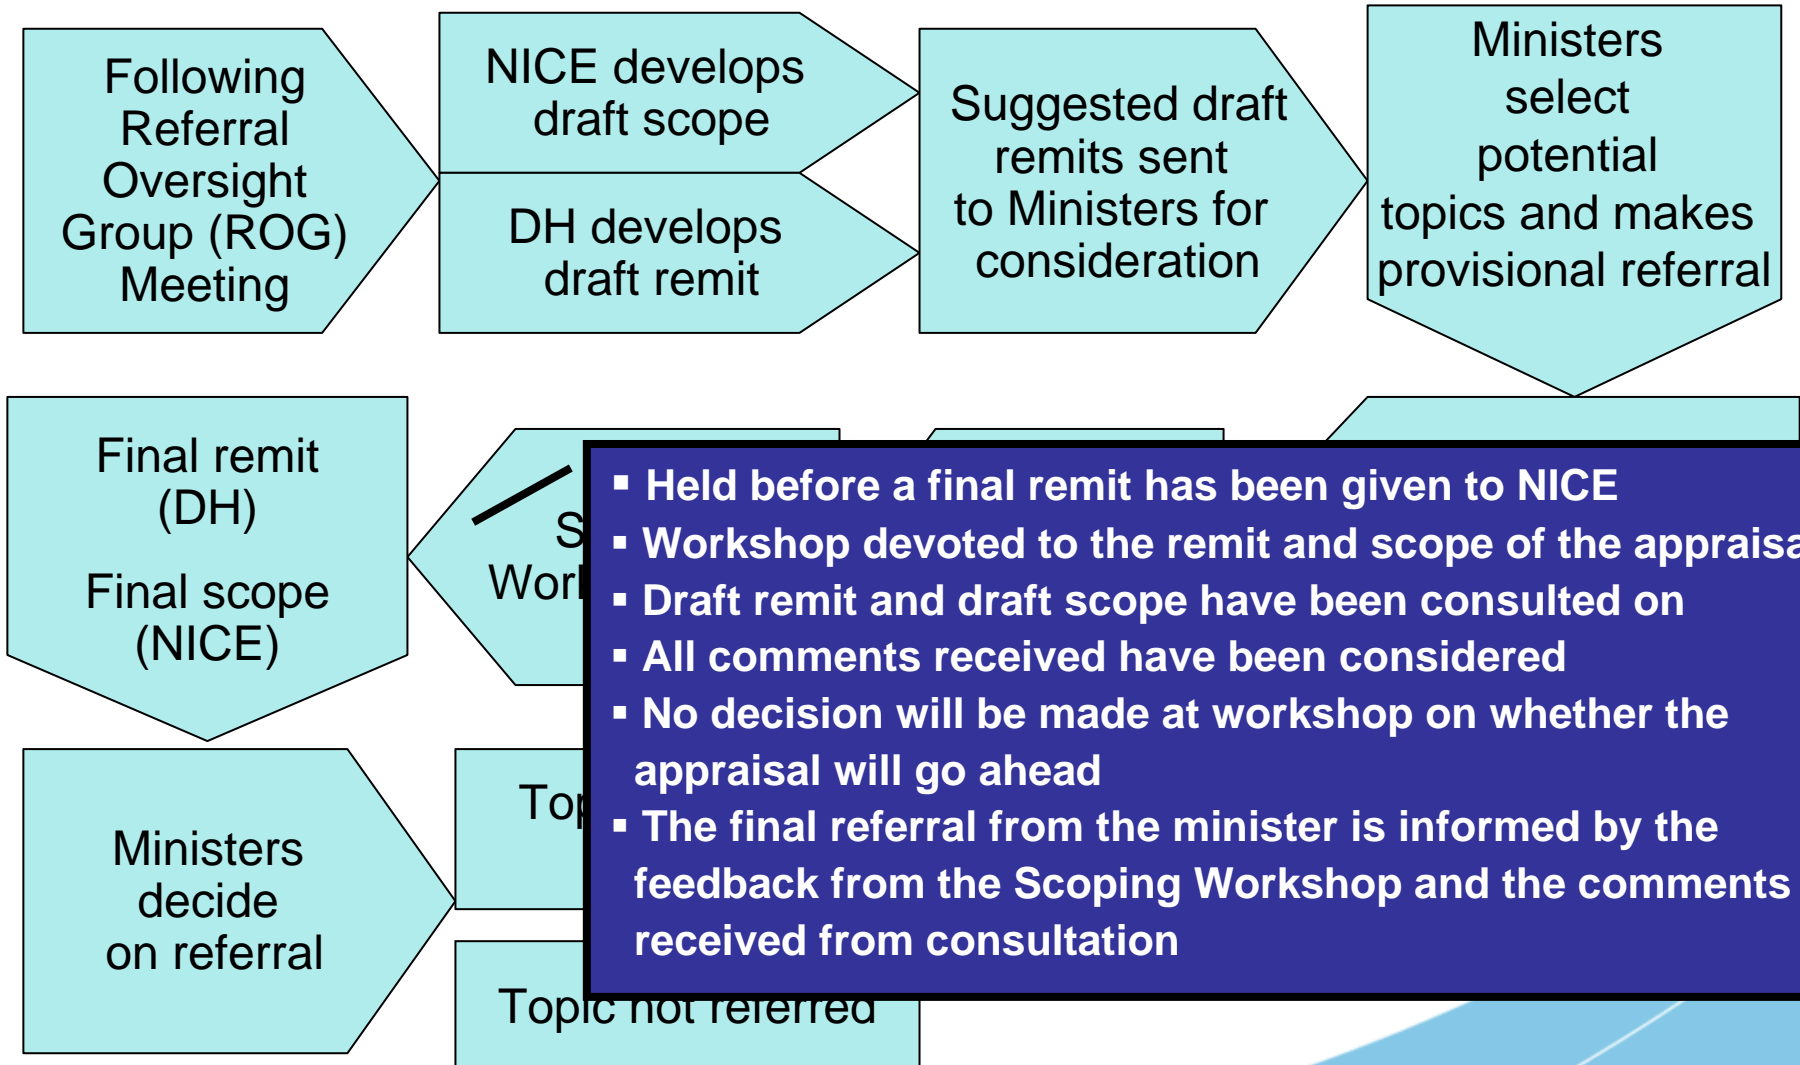 Following
Referral
Oversight
Group (ROG)
Meeting
NICE develops
draft scope
DH develops
draft remit
Suggested draft
remits sent
to Ministers for
consideration
Ministers
select
potential
topics and makes
provisional referral
Final remit
(DH)
Final scope
(NICE)
▪ Held before a final remit has been given to NICE
▪ Workshop devoted to the remit and scope of the
▪ Draft remit and draft scope have been consulted on
▪ All comments received have been considered
▪ No decision will be made at workshop on whether the
appraisal will go ahead
▪ The final referral from the minister is informed by the
feedback from the Scoping Workshop and the comments
received from consultation
Ministers
decide
on referral
Topic not referred